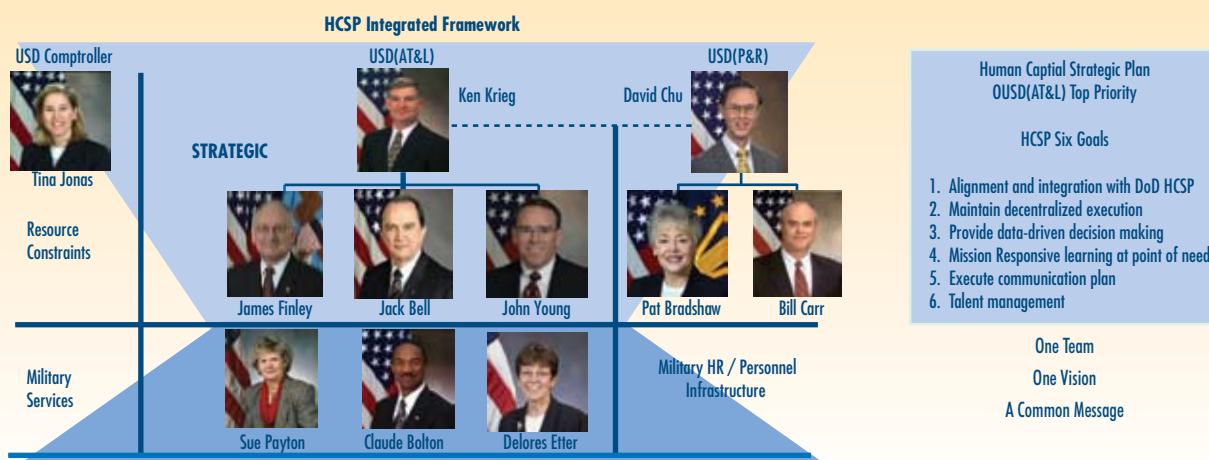 HCSP Integrated Framework
USD Comptroller
USD(AT&L)
USD(P&R)
Ken Krieg
David Chu
STRATEGIC
Tina Jonas
Resource
Constraints
James Finley
Jack Bell
John Young
Pat Bradshaw
Bill Carr
Military
Services
Military HR / Personnel
Infrastructure
Sue Payton
Claude Bolton
Delores Etter
Human Captial Strategic Plan
OUSD(AT&L) Top Priority
HCSP Six Goals
1. Alignment and integration with DoD HCSP
2. Maintain decentralized execution
3. Provide data-driven decision making
4. Mission Responsive learning at point of need
5. Execute communication plan
6. Talent management
One Team
One Vision
A Common Message